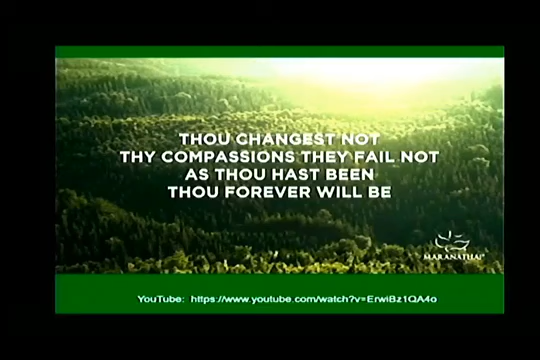 THOU CHANGEST NOT
THY COMPASSIONS THEY FAIL NOT
AS THOU HAST BEEN
THOU FOREVER WILL BE
MARANATHA!®
YouTube: https://www.youtube.com/watch?v=ErwiBz1QA4o